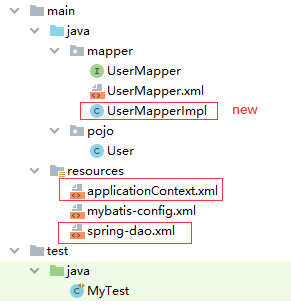 main
java
mapper
UserMapper
UserMapper.xml
UserMapperImpl new
pojo
User
resources
applicationContext.xml
mybatis-config.xml
spring-dao.xml
test
java
MyTest